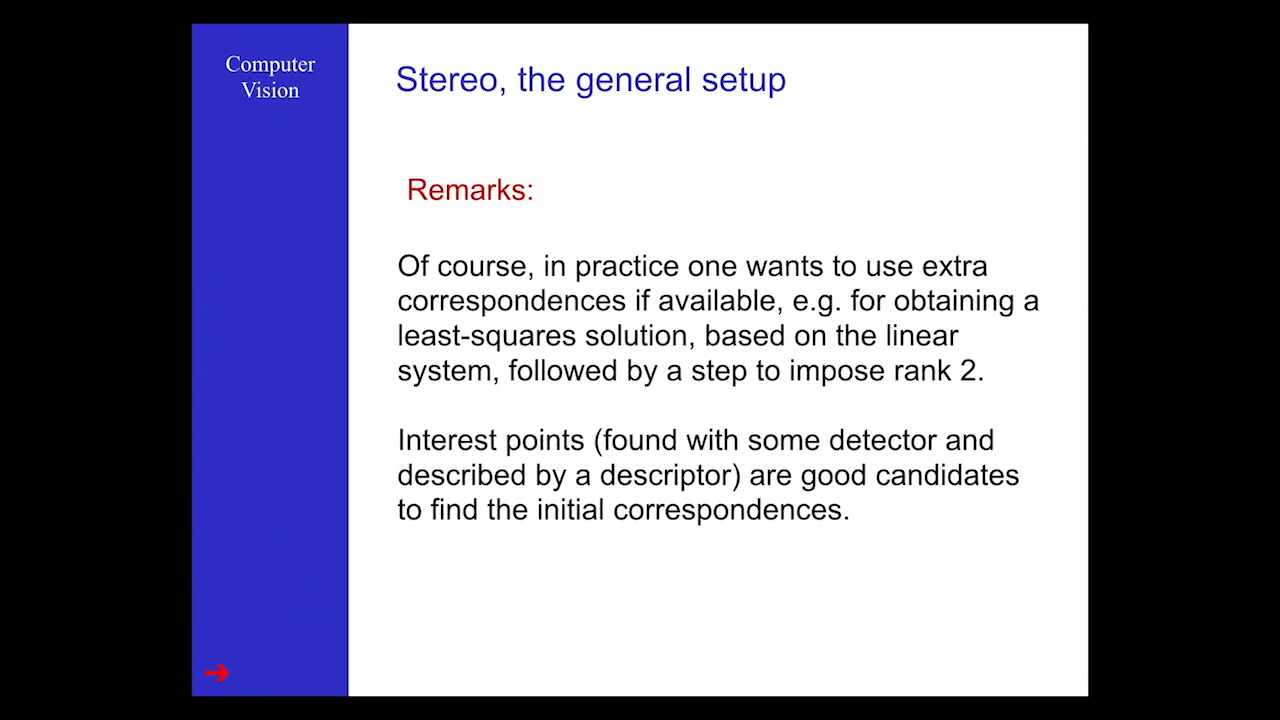 Computer
Vision
Stereo, the general setup
Remarks:
Of course, in practice one wants to use extra
correspondences if available, e.g. for obtaining a
least-squares solution, based on the linear
system, followed by a step to impose rank 2.
Interest points (found with some detector and
described by a descriptor) are good candidates
to find the initial correspondences.